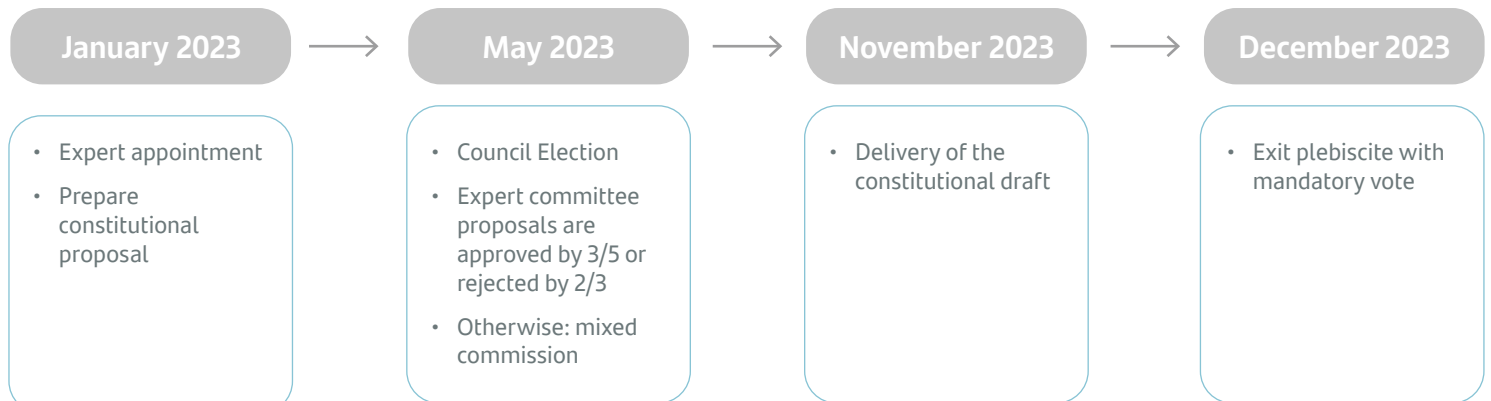 January 2023
May 2023
November 2023
December 2023
• Expert appointment
• Prepare
constitutional
proposal
• Council Election
• Expert committee
proposals are
approved by 3/5 or
rejected by 2/3
• Otherwise: mixed
commission
• Delivery of the
constitutional draft
• Exit plebiscite with
mandatory vote